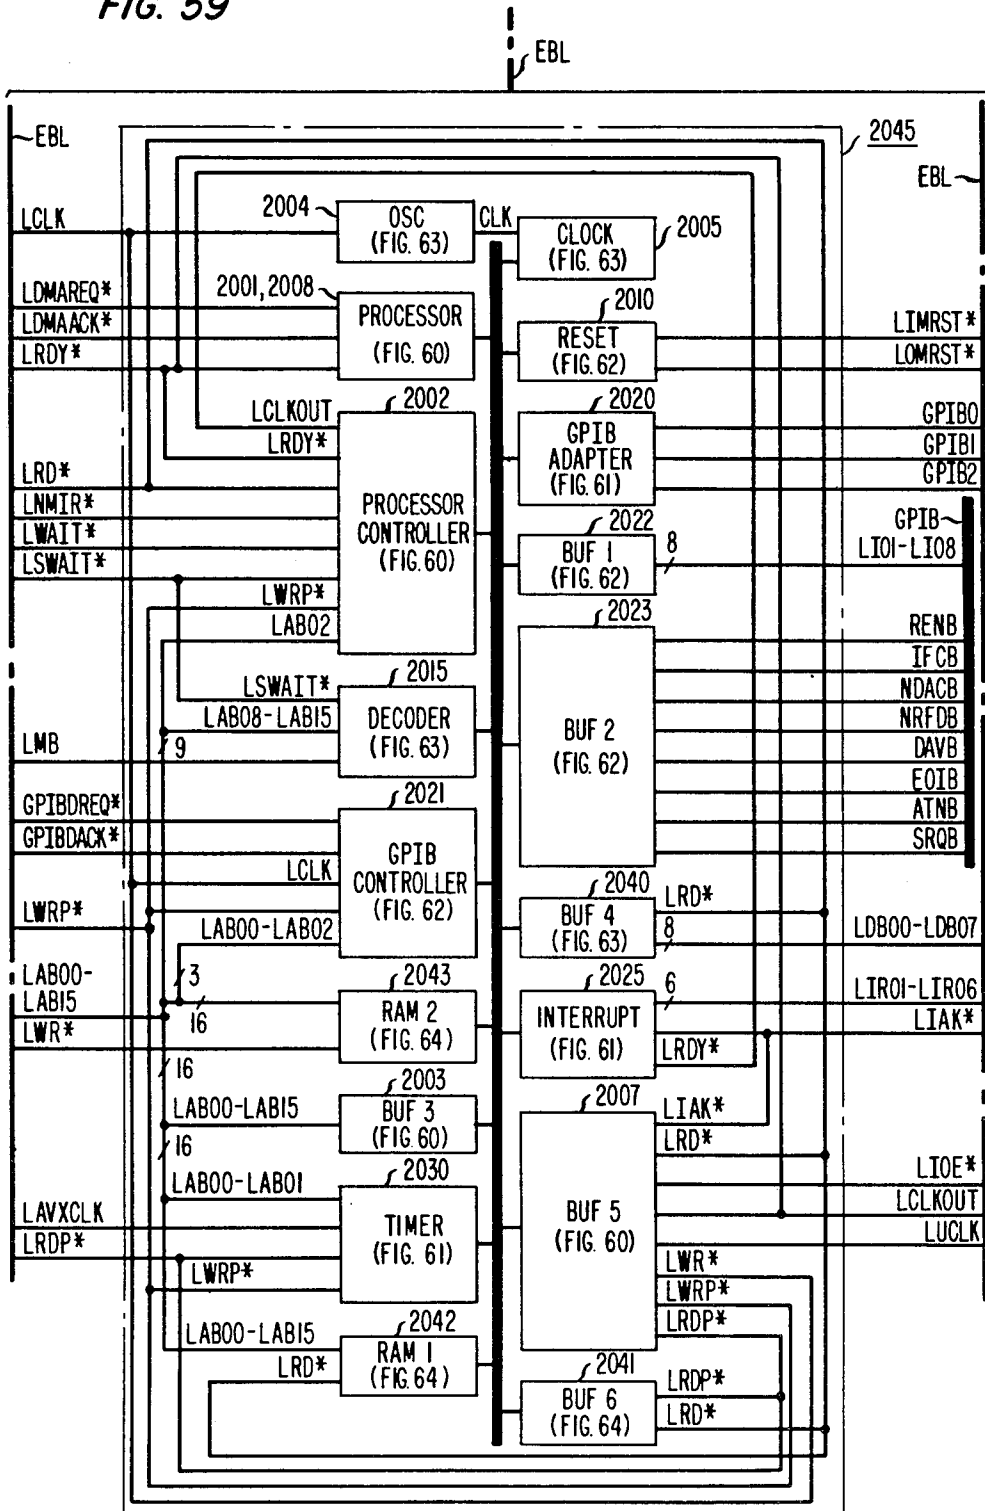 FIG. 59
EBL
EBL
2045
EBL
LCLK
2004
OSC
(FIG. 63)
CLK
CLOCK
(FIG. 63)
2005
LDMAREQ*
LDMAACK*
LRDY*
2001, 2008
PROCESSOR
(FIG. 60)
2010
RESET
(FIG. 62)
LIMRST*
LOMRST*
2002
LCLKOUT
LRDY*
LRD*
LNMIR*
LWAIT*
LSWAIT*
LWRP*
LAB02
PROCESSOR
CONTROLLER
(FIG. 60)
2020
GPIB
ADAPTER
(FIG. 61)
GPIB0
GPIB1
GPIB2
GPIB
2022
BUF 1
(FIG. 62)
8
LIO1-LIO8
2023
BUF 2
(FIG. 62)
RENB
IFCB
NDACB
NRFDB
DAVB
EOIB
ATNB
SRQB
2015
LSWAIT*
LAB08-LAB15
9
LMB
DECODER
(FIG. 63)
2021
GPIBDREQ*
GPIBDACK*
LCLK
LWRP*
LAB00-LAB02
3
GPIB
CONTROLLER
(FIG. 62)
2040
BUF 4
(FIG. 63)
LRD*
8
LDB00-LDB07
LAB00-
LAB15
LWR*
16
16
2043
RAM 2
(FIG. 64)
2025
INTERRUPT
(FIG. 61)
6
LIRO1-LIRO6
LIAK*
LRDY*
2003
LAB00-LAB15
16
BUF 3
(FIG. 60)
2007
BUF 5
(FIG. 60)
LIAK*
LRD*
LIOE*
LCLKOUT
LUCLK
LWR*
LWRP*
LRDP*
2030
LAB00-LAB01
LAVXCLK
LRDP*
LWRP*
TIMER
(FIG. 61)
2042
LAB00-LAB15
LRD*
RAM 1
(FIG. 64)
2041
BUF 6
(FIG. 64)
LRDP*
LRD*